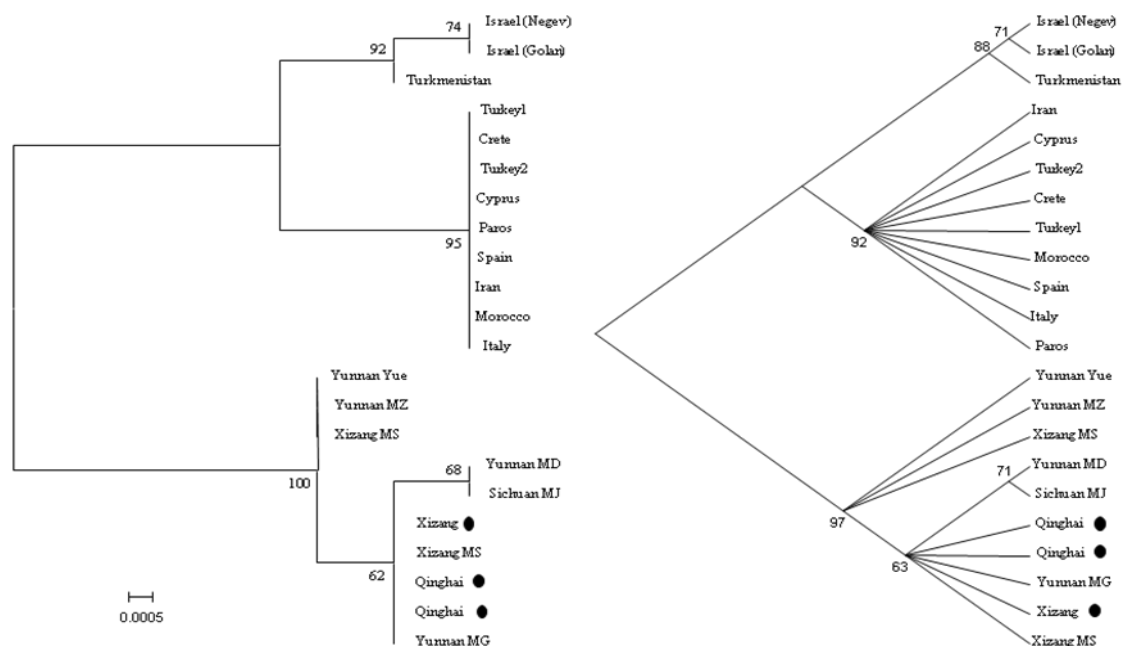 74
Israel (Negev)
92
Israel (Golan)
Turkmenistan
Turkey1
Crete
Turkey2
Cyprus
Paros
95
Spain
Iran
Morocco
Italy
Yunnan Yue
Yunnan MZ
Xizang MS
100
68
Yunnan MD
Sichuan MJ
Xizang
Xizang MS
62
Qinghai
Qinghai
Yunnan MG
0.0005
71
Israel (Negev)
88
Israel (Golan)
Turkmenistan
Iran
Cyprus
Turkey2
Crete
Turkey1
92
Morocco
Spain
Italy
Paros
Yunnan Yue
Yunnan MZ
Xizang MS
Yunnan MD
71
Sichuan MJ
97
Qinghai
Qinghai
63
Yunnan MG
Xizang
Xizang MS